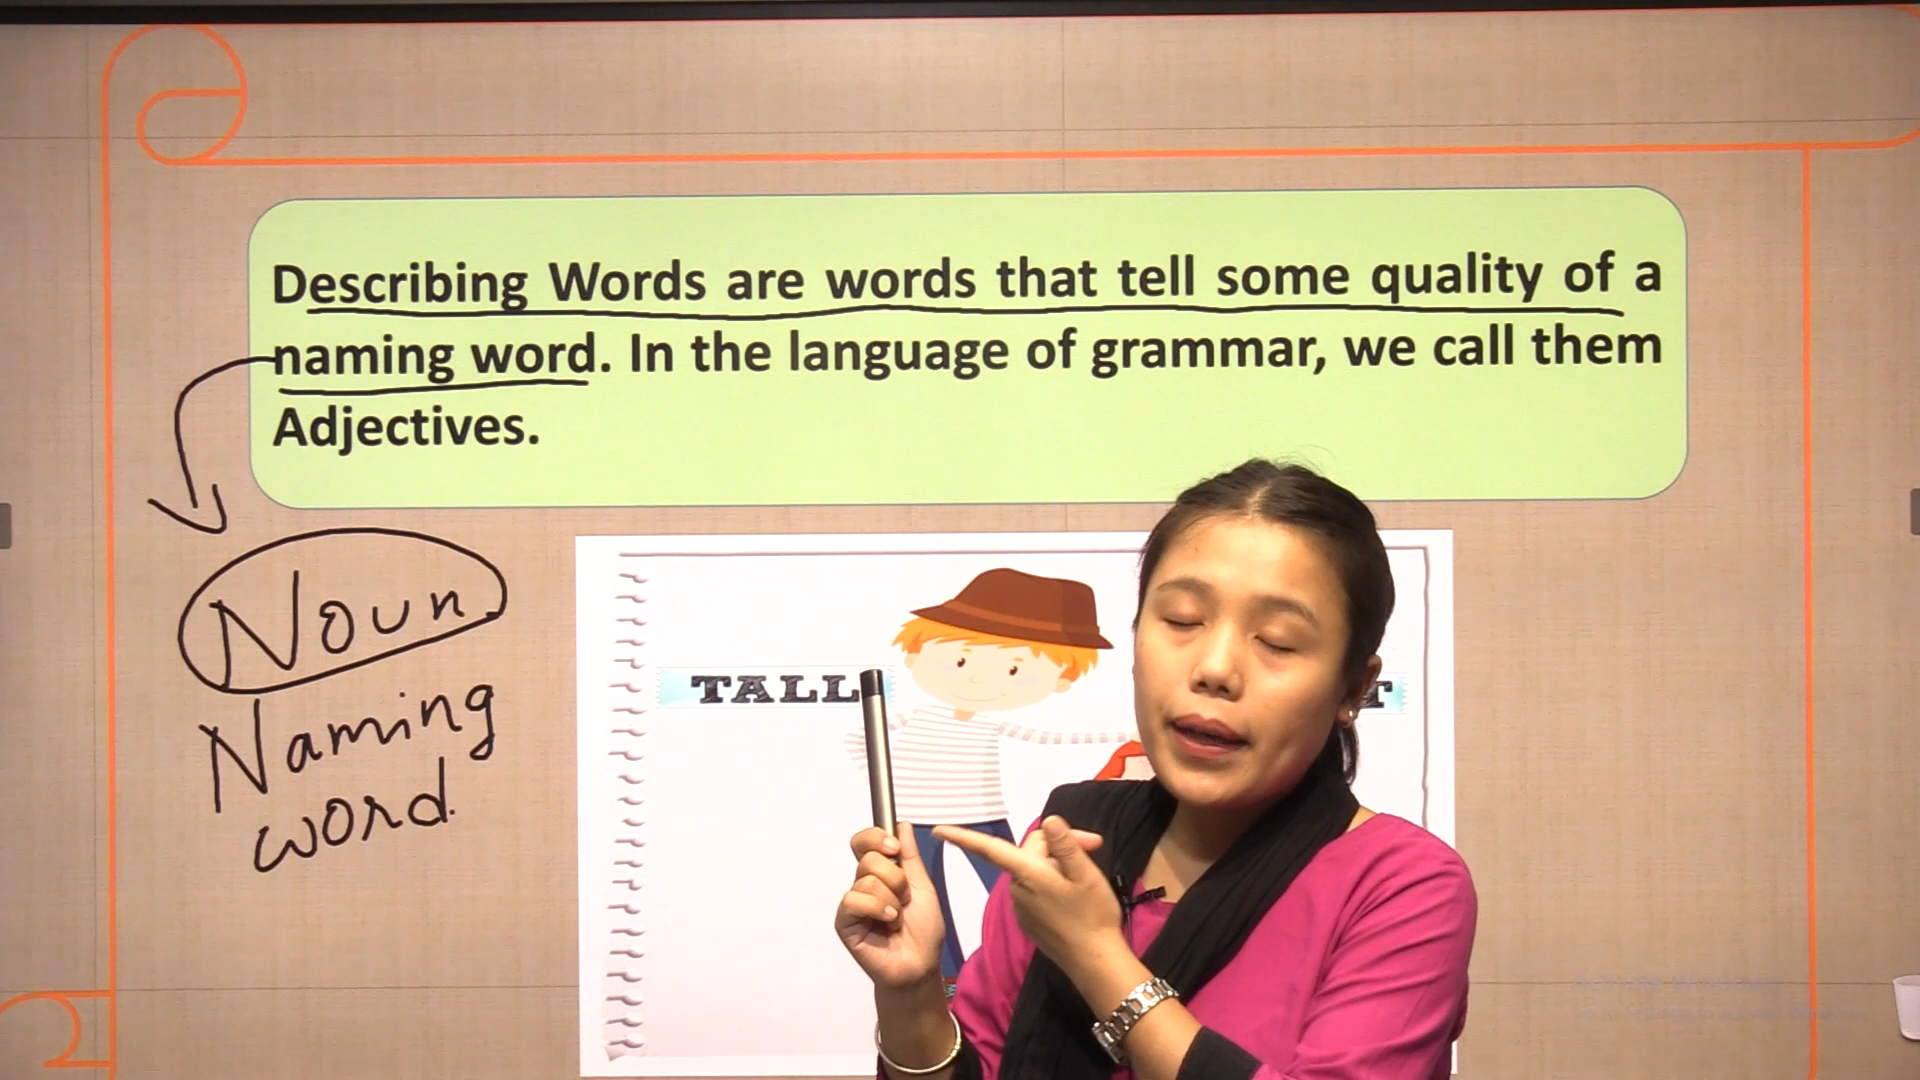 Describing Words are words that tell some quality of a
naming word. In the language of grammar, we call them
Adjectives.
Noun
Naming
word.
TALL